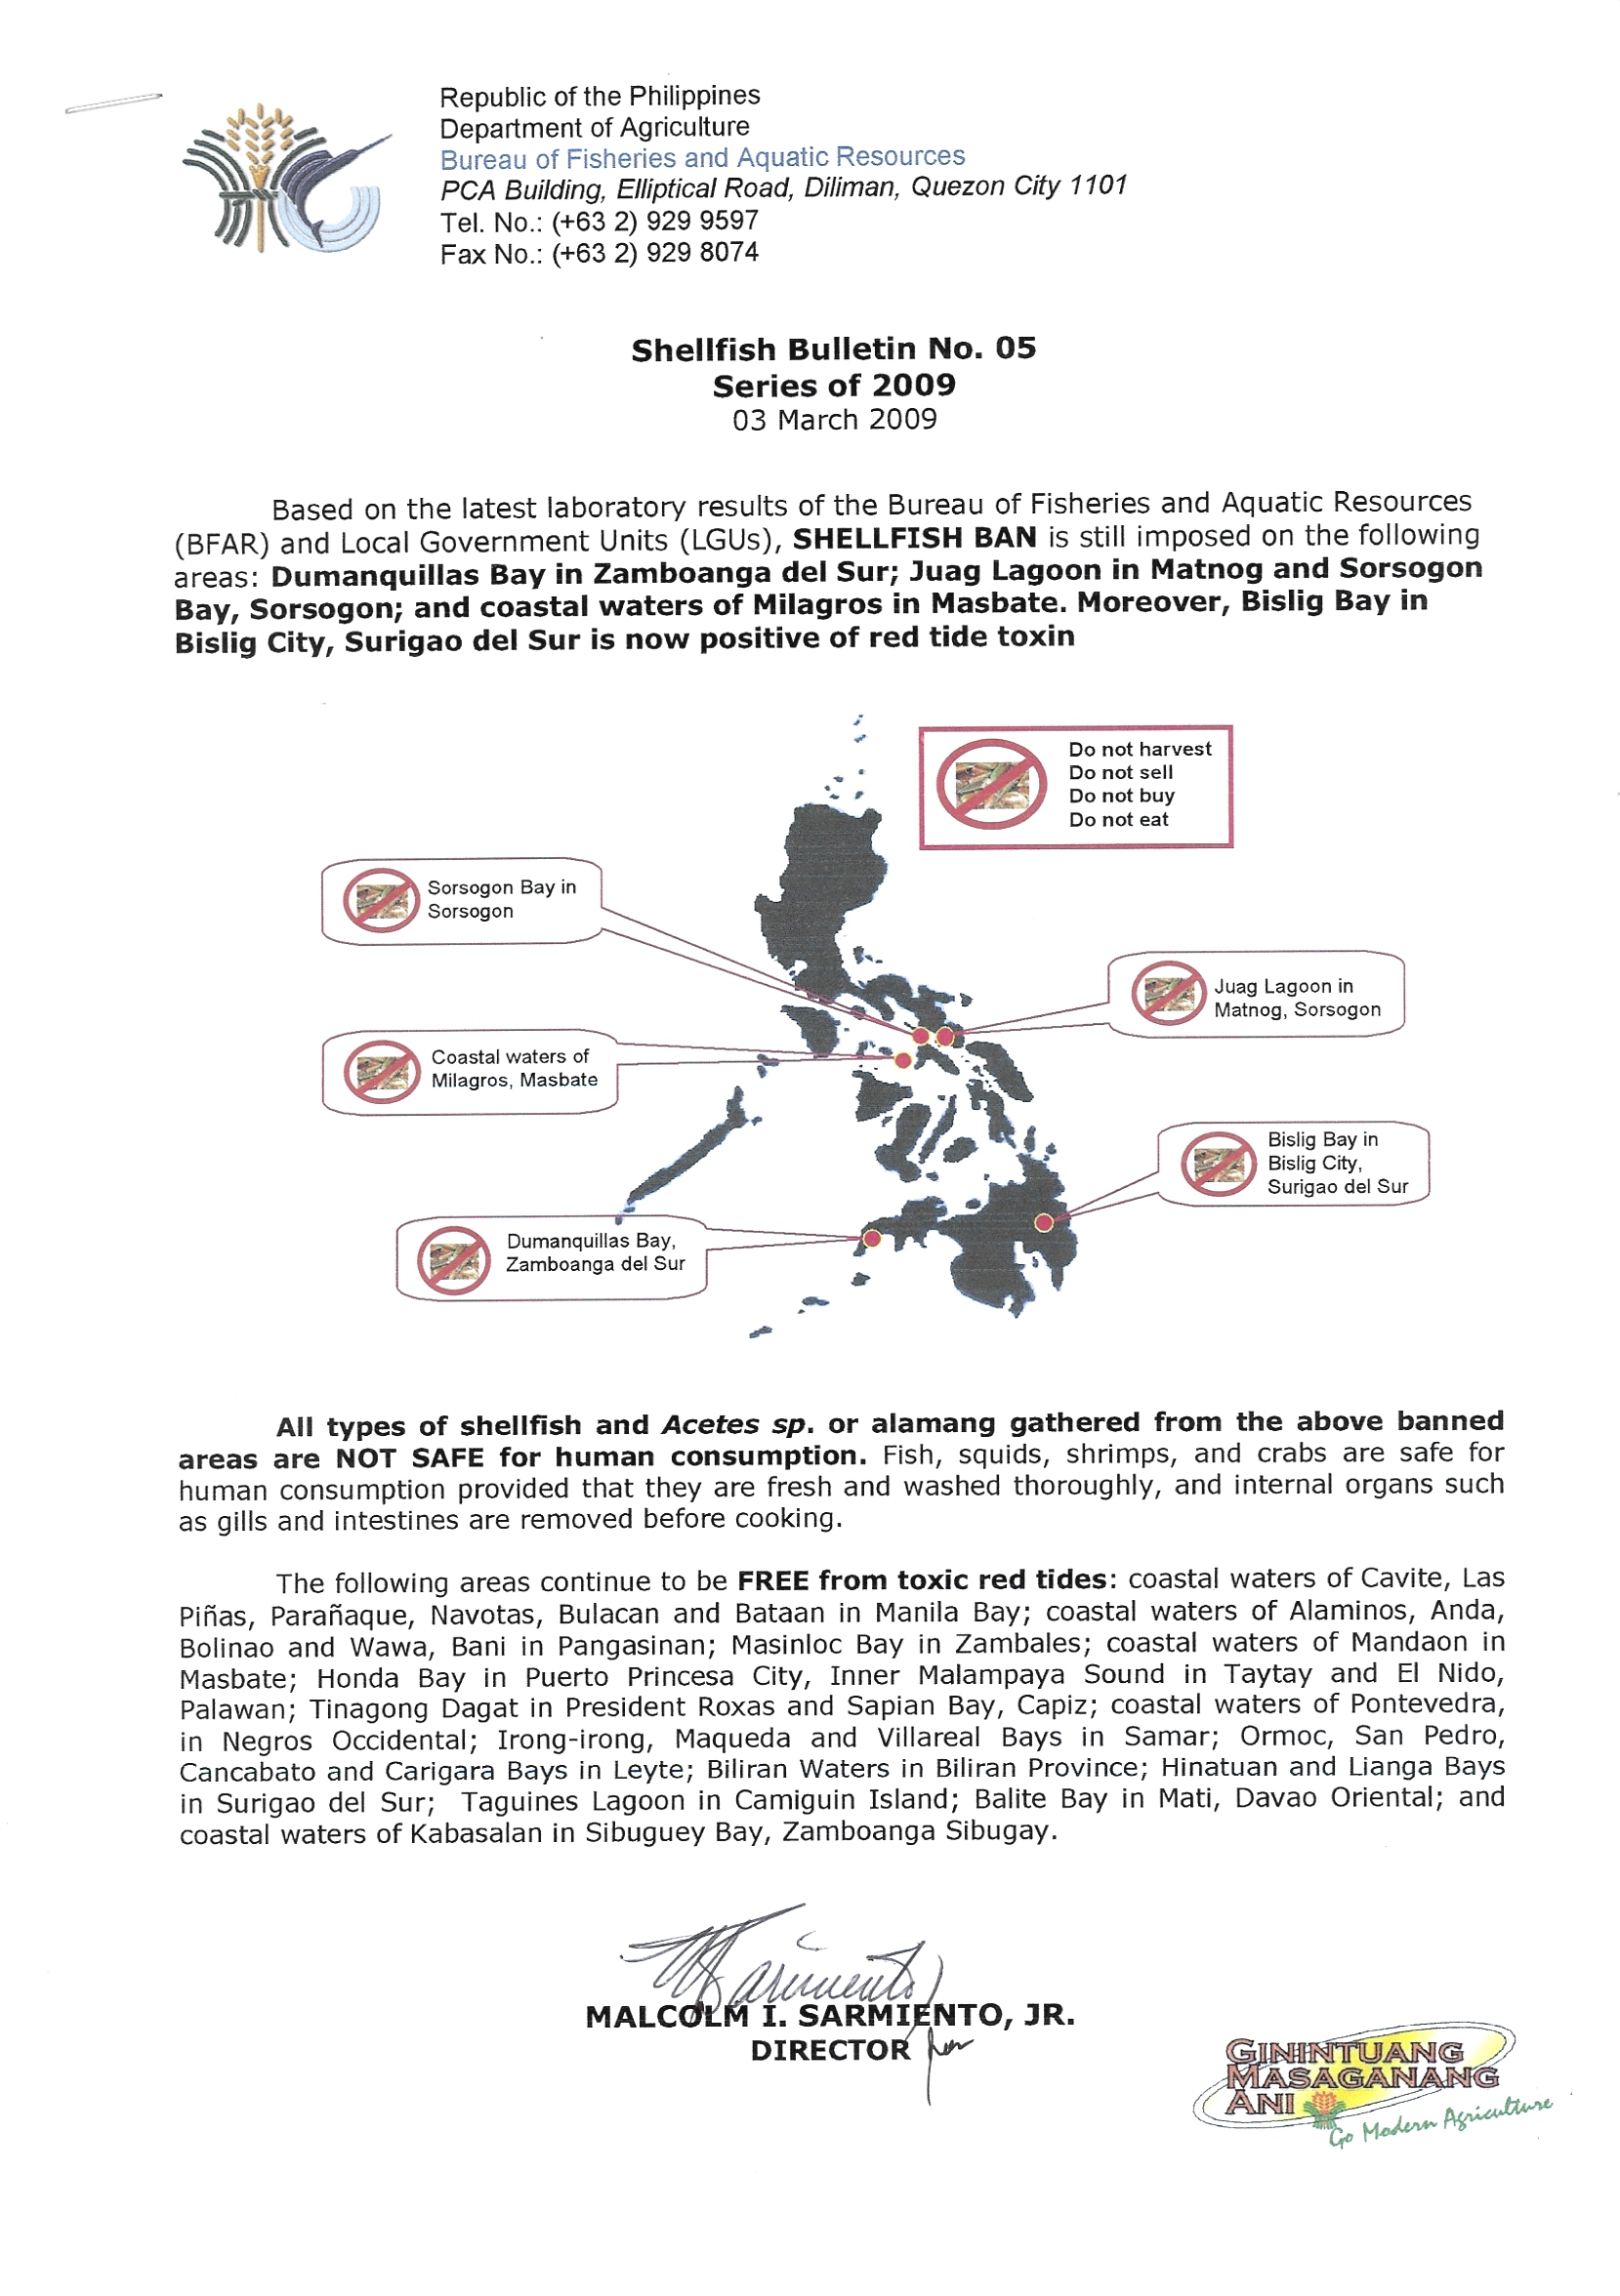 Republic of the Philippines
Department of Agriculture
Bureau of Fisheries and Aquatic Resources
PCA Building, Elliptical Road, Diliman, Quezon City 1101
Tel. No.: (+63 2) 929 9597
Fax No.: (+63 2) 929 8074
Shellfish Bulletin No. 05
Series of 2009
03 March 2009
Based on the latest laboratory results of the Bureau of Fisheries and Aquatic Resources
(BFAR) and Local Government Units (LGUs), SHELLFISH BAN is still imposed on the following
areas: Dumanquillas Bay in Zamboanga del Sur; Juag Lagoon in Matnog and Sorsogon
Bay, Sorsogon; and coastal waters of Milagros in Masbate. Moreover, Bislig Bay in
Bislig City, Surigao del Sur is now positive of red tide toxin
Do not harvest
Do not sell
Do not buy
Do not eat
Sorsogon Bay in
Sorsogon
Juag Lagoon in
Matnog, Sorsogon
Coastal waters of
Milagros, Masbate
Bislig Bay in
Bislig City,
Surigao del Sur
Dumanquillas Bay,
Zamboanga del Sur
All types of shellfish and Acetes sp. or alamang gathered from the above banned
areas are NOT SAFE for human consumption. Fish, squids, shrimps, and crabs are safe for
human consumption provided that they are fresh and washed thoroughly, and internal organs such
as gills and intestines are removed before cooking.
The following areas continue to be FREE from toxic red tides: coastal waters of Cavite, Las
Piñas, Parañaque, Navotas, Bulacan and Bataan in Manila Bay; coastal waters of Alaminos, Anda,
Bolinao and Wawa, Bani in Pangasinan; Masinloc Bay in Zambales; coastal waters of Mandaon in
Masbate; Honda Bay in Puerto Princesa City, Inner Malampaya Sound in Taytay and El Nido,
Palawan; Tinagong Dagat in President Roxas and Sapian Bay, Capiz; coastal waters of Pontevedra,
in Negros Occidental; Irong-irong, Maqueda and Villareal Bays in Samar; Ormoc, San Pedro,
Cancabato and Carigara Bays in Leyte; Biliran Waters in Biliran Province; Hinatuan and Lianga Bays
in Surigao del Sur; Taguines Lagoon in Camiguin Island; Balite Bay in Mati, Davao Oriental; and
coastal waters of Kabasalan in Sibuguey Bay, Zamboanga Sibugay.
MALCOLM I. SARMIENTO, JR.
DIRECTOR
GININTUANG
MASAGANANG
ANI
Go Modern Agriculture